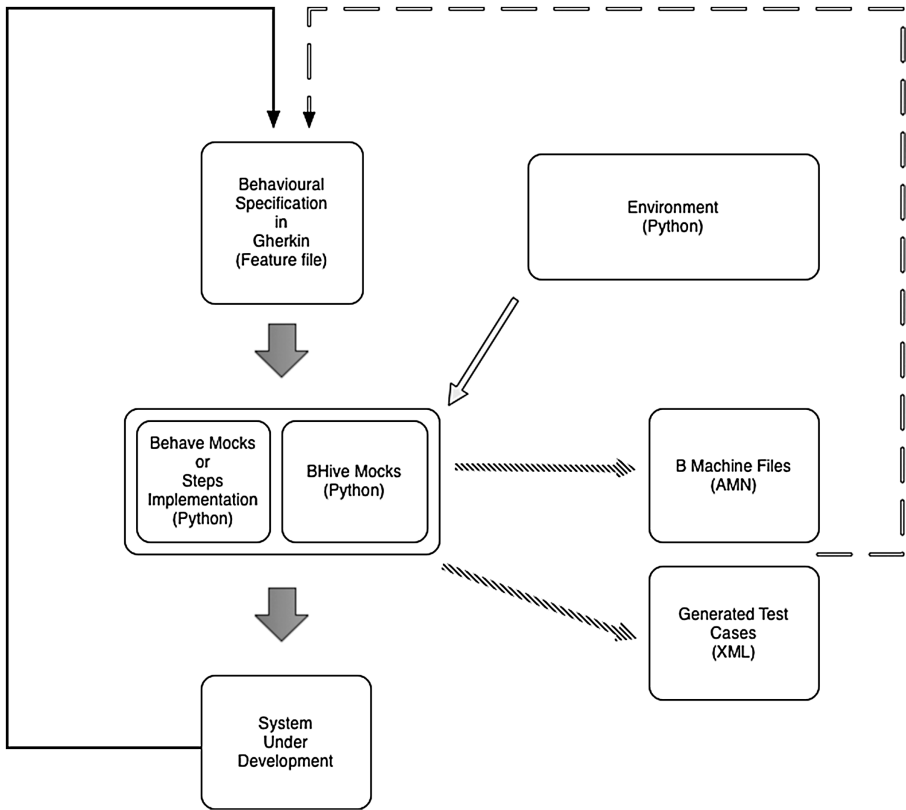 Behavioural
Specification
in
Gherkin
(Feature file)
Environment
(Python)
Behave Mocks
or
Steps
Implementation
(Python)
BHive Mocks
(Python)
B Machine Files
(AMN)
Generated Test
Cases
(XML)
System
Under
Development